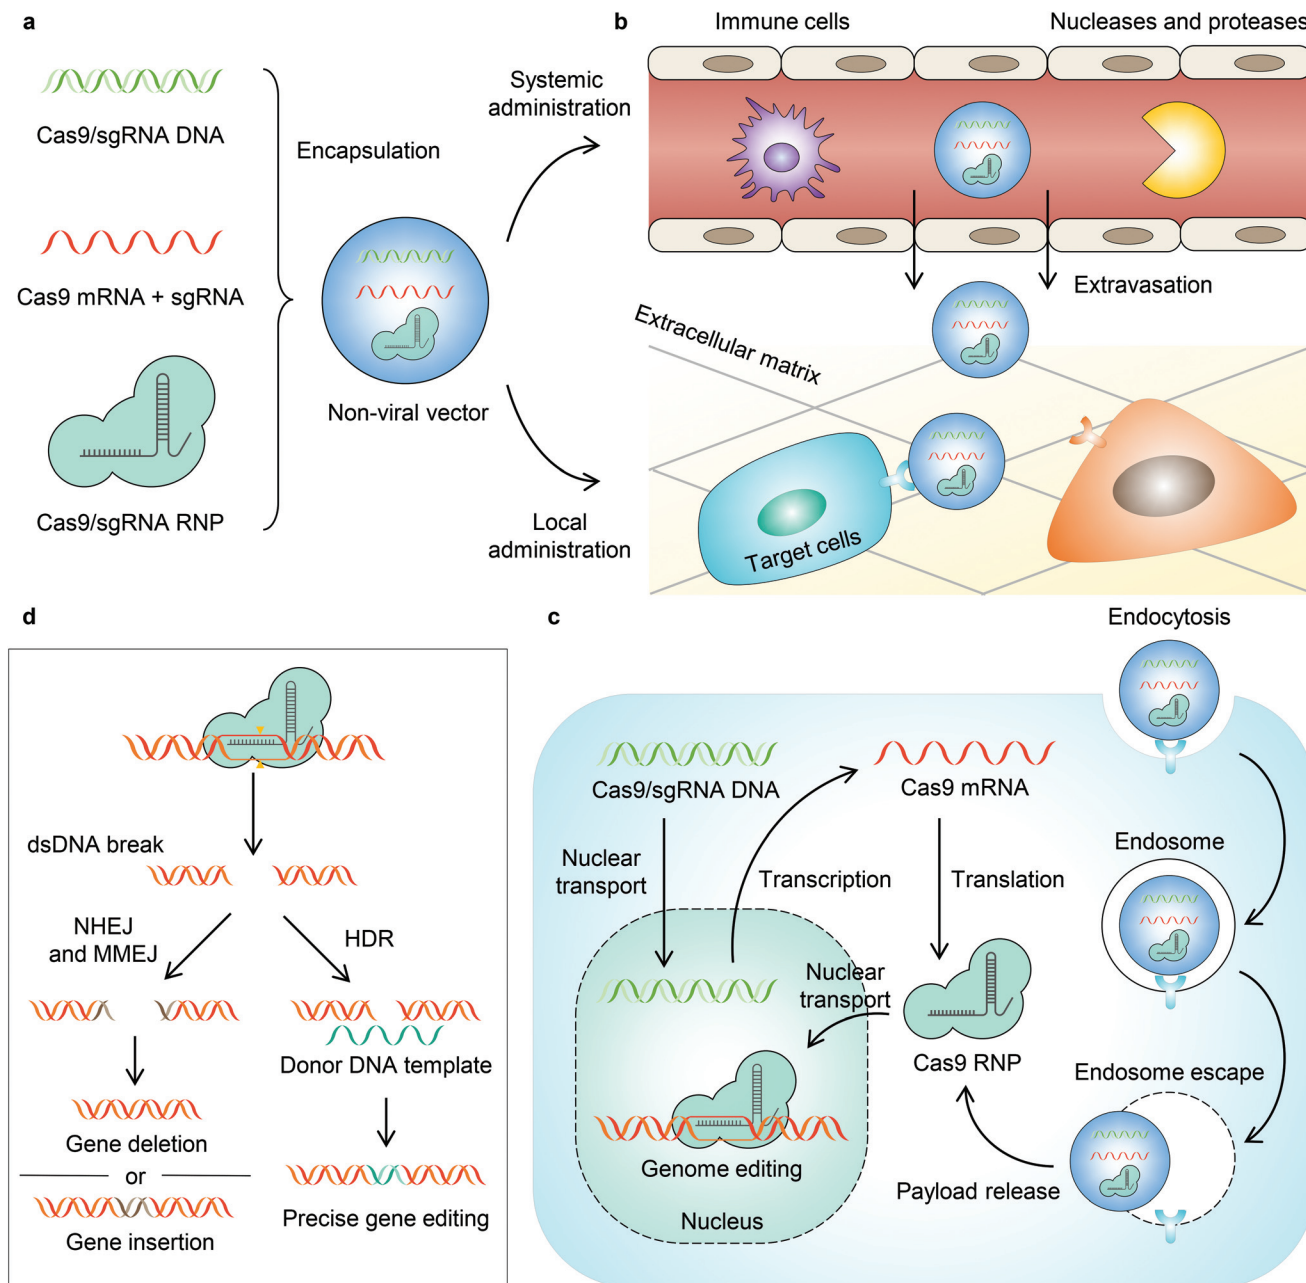 a
Cas9/sgRNA DNA
Encapsulation
Cas9 mRNA + sgRNA
Cas9/sgRNA RNP
Non-viral vector
Systemic
administration
Local
administration
b
Immune cells
Nucleases and proteases
Extravasation
Extracellular matrix
Target cells
d
dsDNA break
NHEJ
and MMEJ
HDR
Donor DNA template
Gene deletion
or
Gene insertion
Precise gene editing
c
Endocytosis
Cas9/sgRNA DNA
Cas9 mRNA
Nuclear
transport
Transcription
Translation
Endosome
Nuclear
transport
Cas9 RNP
Endosome escape
Genome editing
Payload release
Nucleus